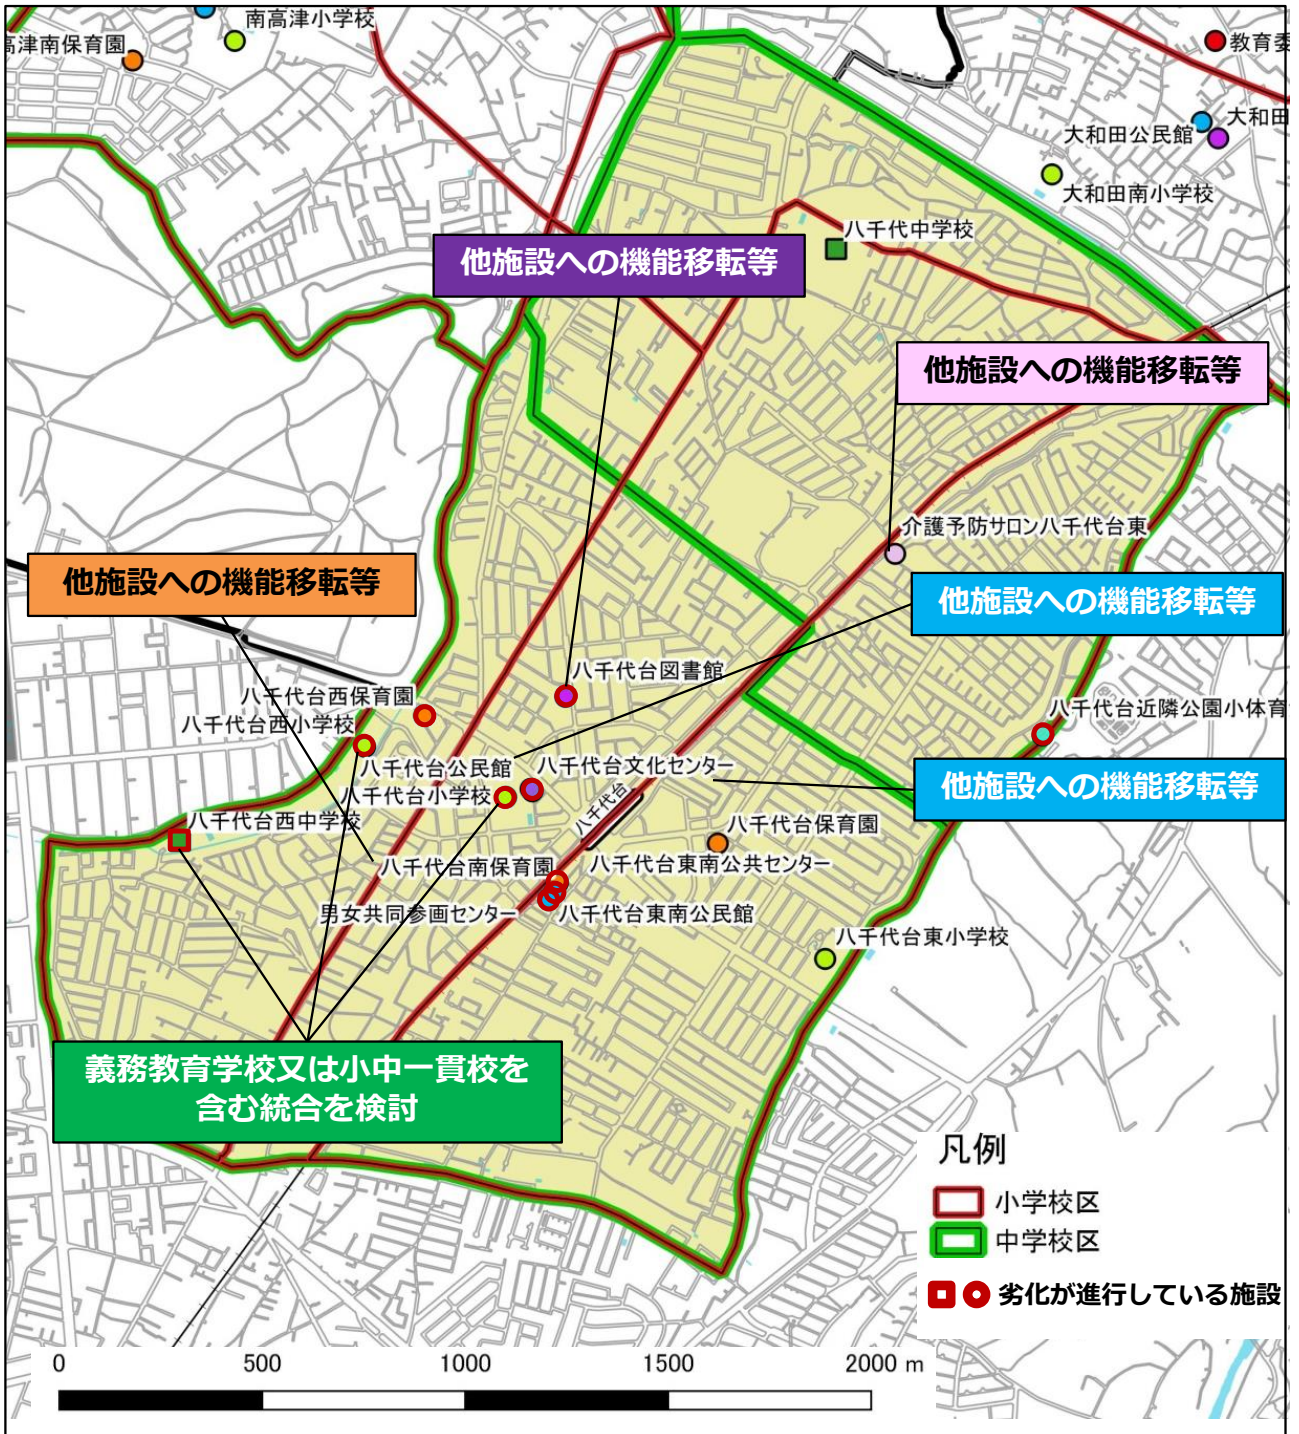 南高津小学校
高津南保育園
教育委
大和田
大和田公民館
大和田南小学校
八千代中学校
他施設への機能移転等
他施設への機能移転等
介護予防サロン八千代台東
他施設への機能移転等
他施設への機能移転等
八千代台図書館
八千代台西保育園
八千代台西小学校
八千代台近隣公園小体育
八千代台公民館
八千代台文化センター
他施設への機能移転等
八千代台小学校
八千代台
八千代台西中学校
八千代台保育園
八千代台南保育園
八千代台東南公共センター
男女共同参画センター
八千代台東南公民館
八千代台東小学校
義務教育学校又は小中一貫校を
含む統合を検討
凡例
小学校区
中学校区
劣化が進行している施設
0 500 1000 1500 2000 m